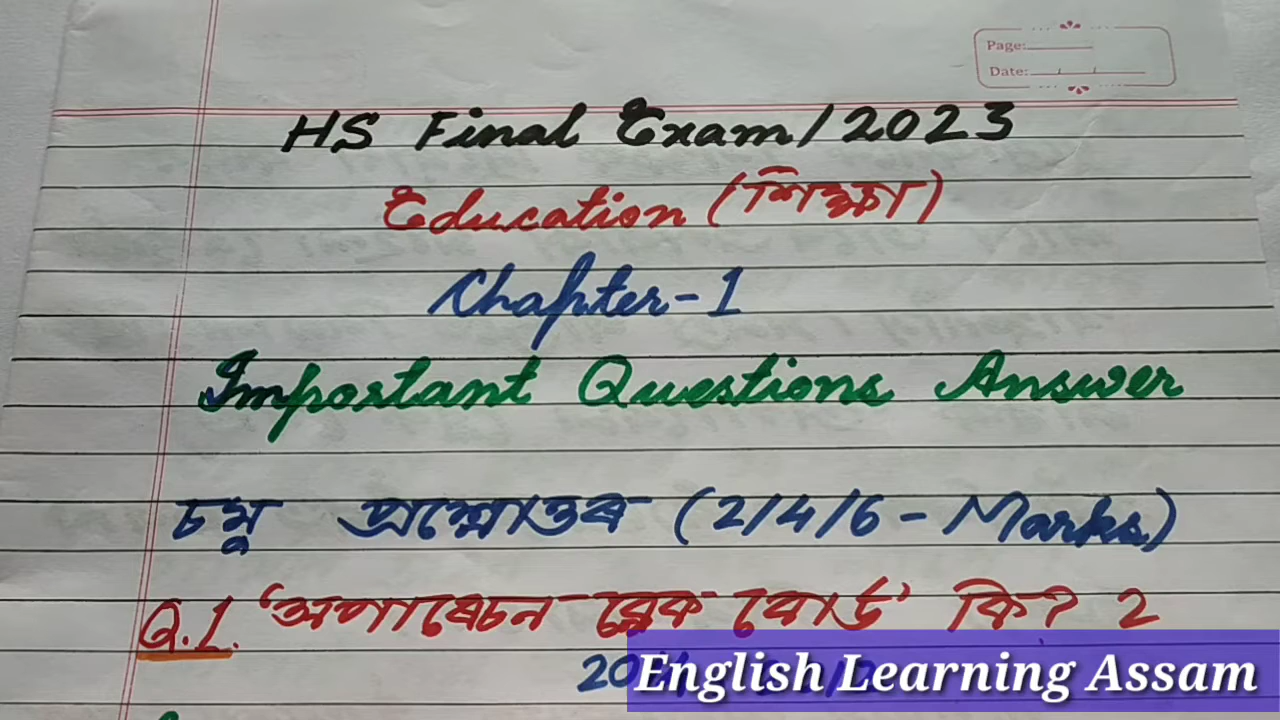 Page:
Date:
HS Final Exam/2023
Education (শিক্ষা)
Chapter-1
Important Questions Answer
চমু প্ৰশ্নোত্তৰ (2/4/6 - Marks)
Q.1. 'অপাৰেচন ব্লেক বোৰ্ড' কি? 2
English Learning Assam